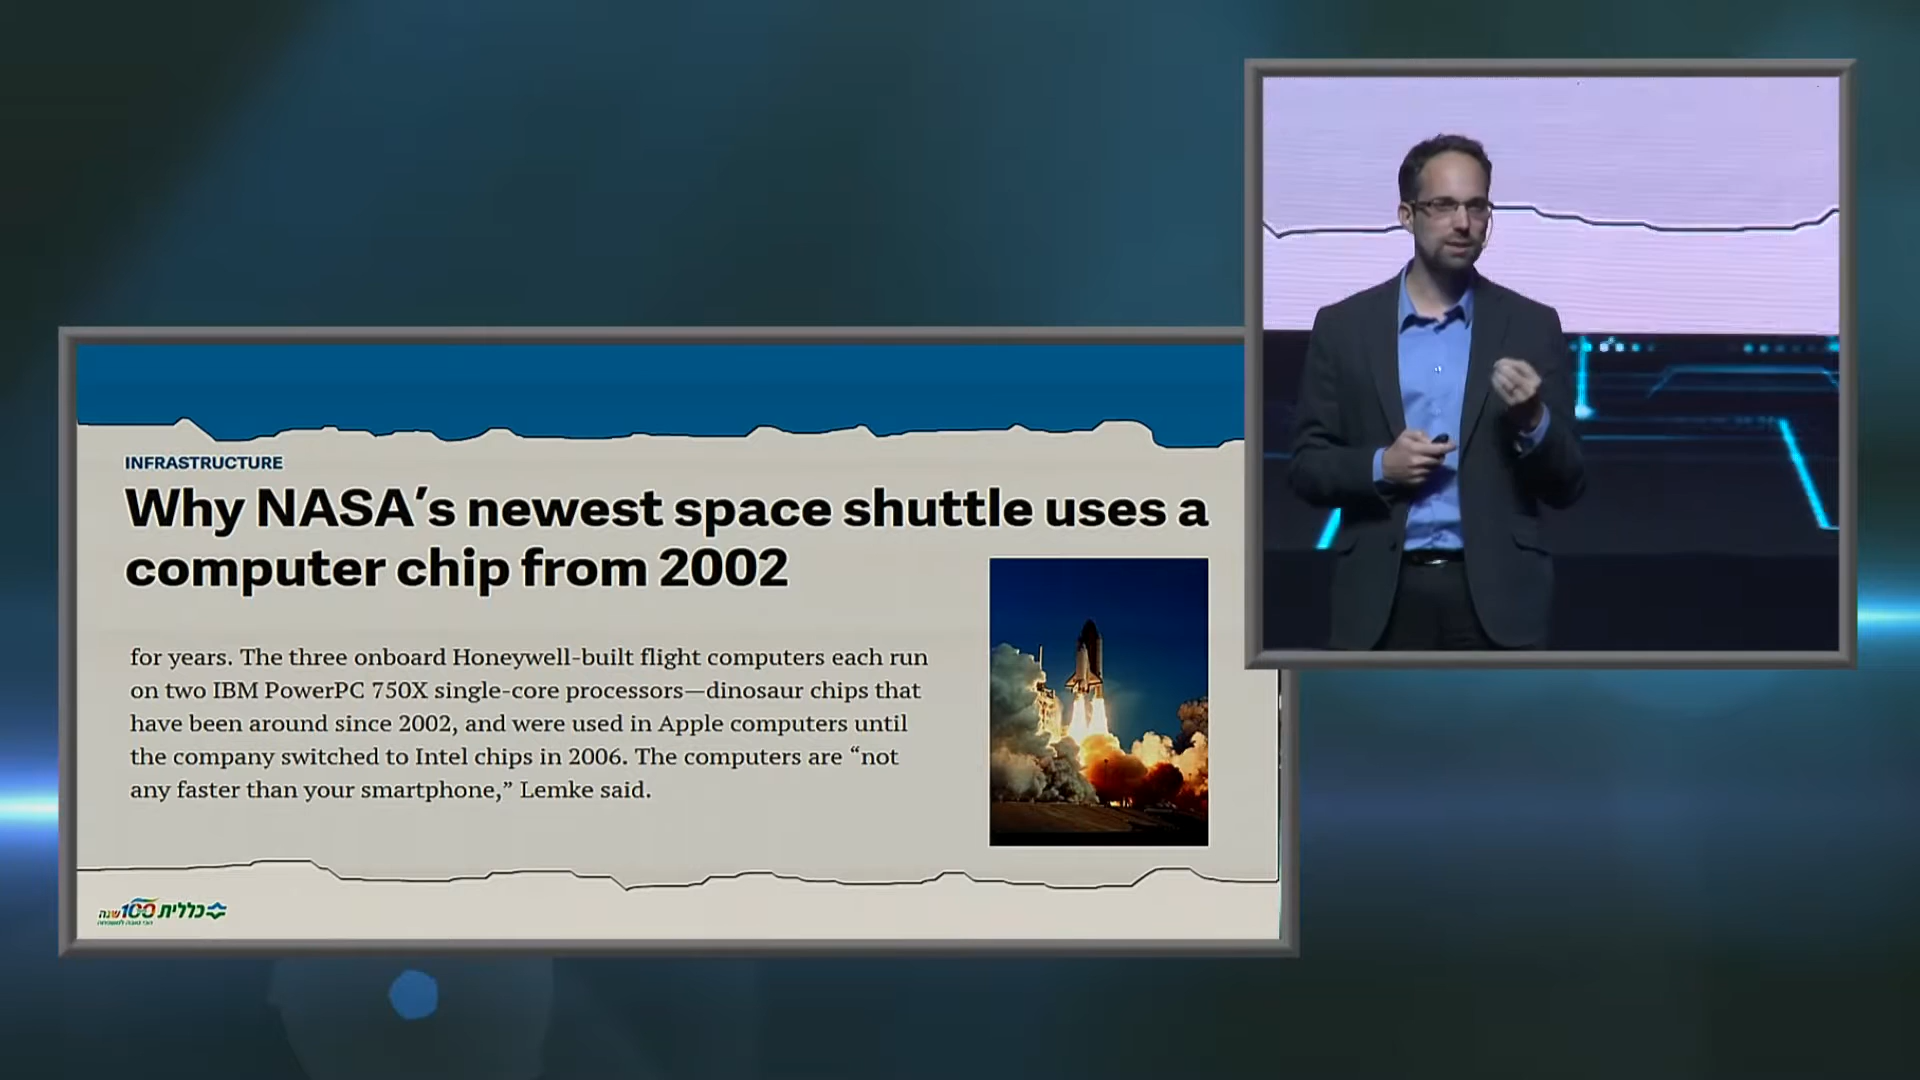 INFRASTRUCTURE
Why NASA’s newest space shuttle uses a
computer chip from 2002
for years. The three onboard Honeywell-built flight computers each run
on two IBM PowerPC 750X single-core processors—dinosaur chips that
have been around since 2002, and were used in Apple computers until
the company switched to Intel chips in 2006. The computers are “not
any faster than your smartphone,” Lemke said.
כללית 100 שנה